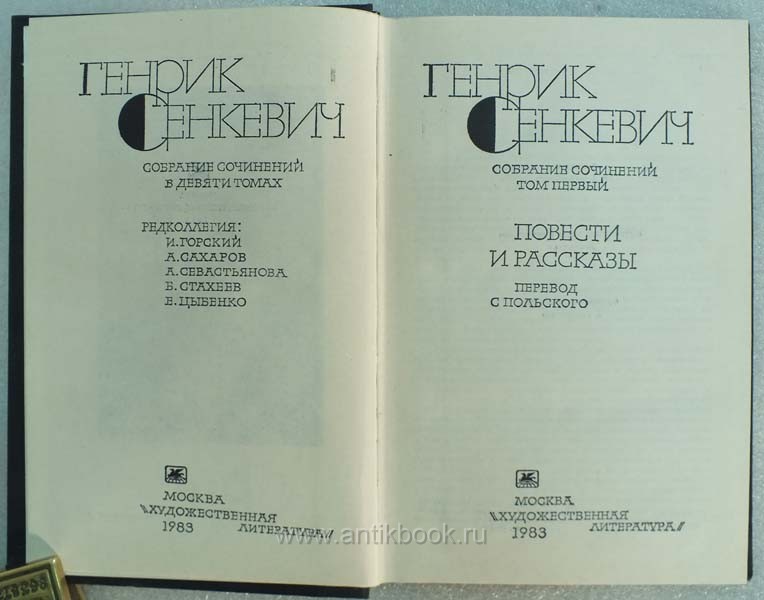 ГЕНРИК
СЕНКЕВИЧ
СОБРАНИЕ СОЧИНЕНИЙ
В ДЕВЯТИ ТОМАХ
РЕДКОЛЛЕГИЯ:
И.ГОРСКИЙ
А.САХАРОВ
А.СЕВАСТЬЯНОВА
Б.СТАХЕЕВ
Е.ЦЫБЕНКО
МОСКВА
«ХУДОЖЕСТВЕННАЯ
ЛИТЕРАТУРА»
1983
ГЕНРИК
СЕНКЕВИЧ
СОБРАНИЕ СОЧИНЕНИЙ
ТОМ ПЕРВЫЙ
ПОВЕСТИ
И РАССКАЗЫ
ПЕРЕВОД
С ПОЛЬСКОГО
МОСКВА
«ХУДОЖЕСТВЕННАЯ
ЛИТЕРАТУРА»
1983
www.antikbook.ru